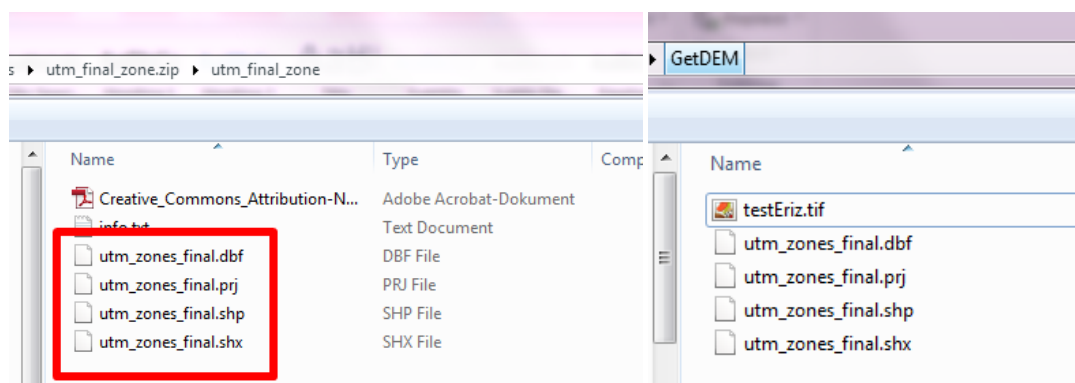 s ▸ utm_final_zone.zip ▸ utm_final_zone
Name Type Comp
Creative_Commons_Attribution-N... Adobe Acrobat-Dokument
info.txt Text Document
utm_zones_final.dbf DBF File
utm_zones_final.prj PRJ File
utm_zones_final.shp SHP File
utm_zones_final.shx SHX File
▸ GetDEM
Name
testEriz.tif
utm_zones_final.dbf
utm_zones_final.prj
utm_zones_final.shp
utm_zones_final.shx